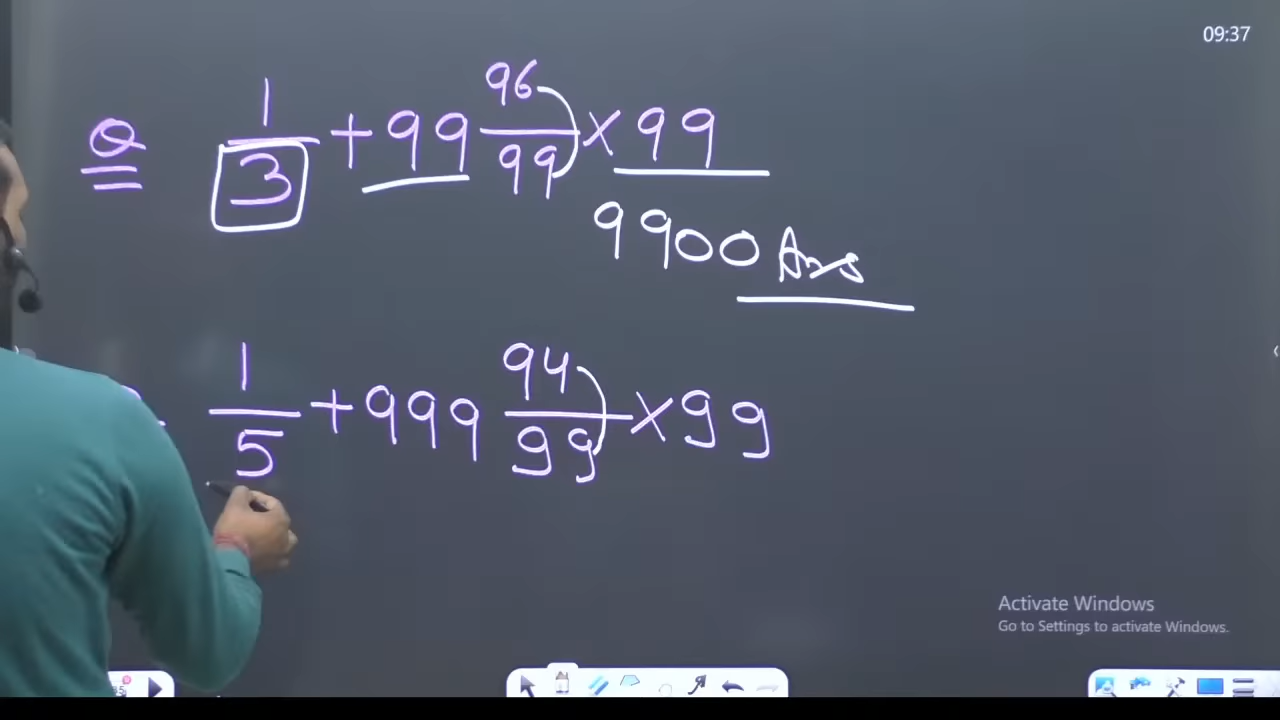 09:37
Q 1/3 + 99 96/99 × 99
9900 Ans
1/5 + 999 94/99 × 99
Activate Windows
Go to Settings to activate Windows.